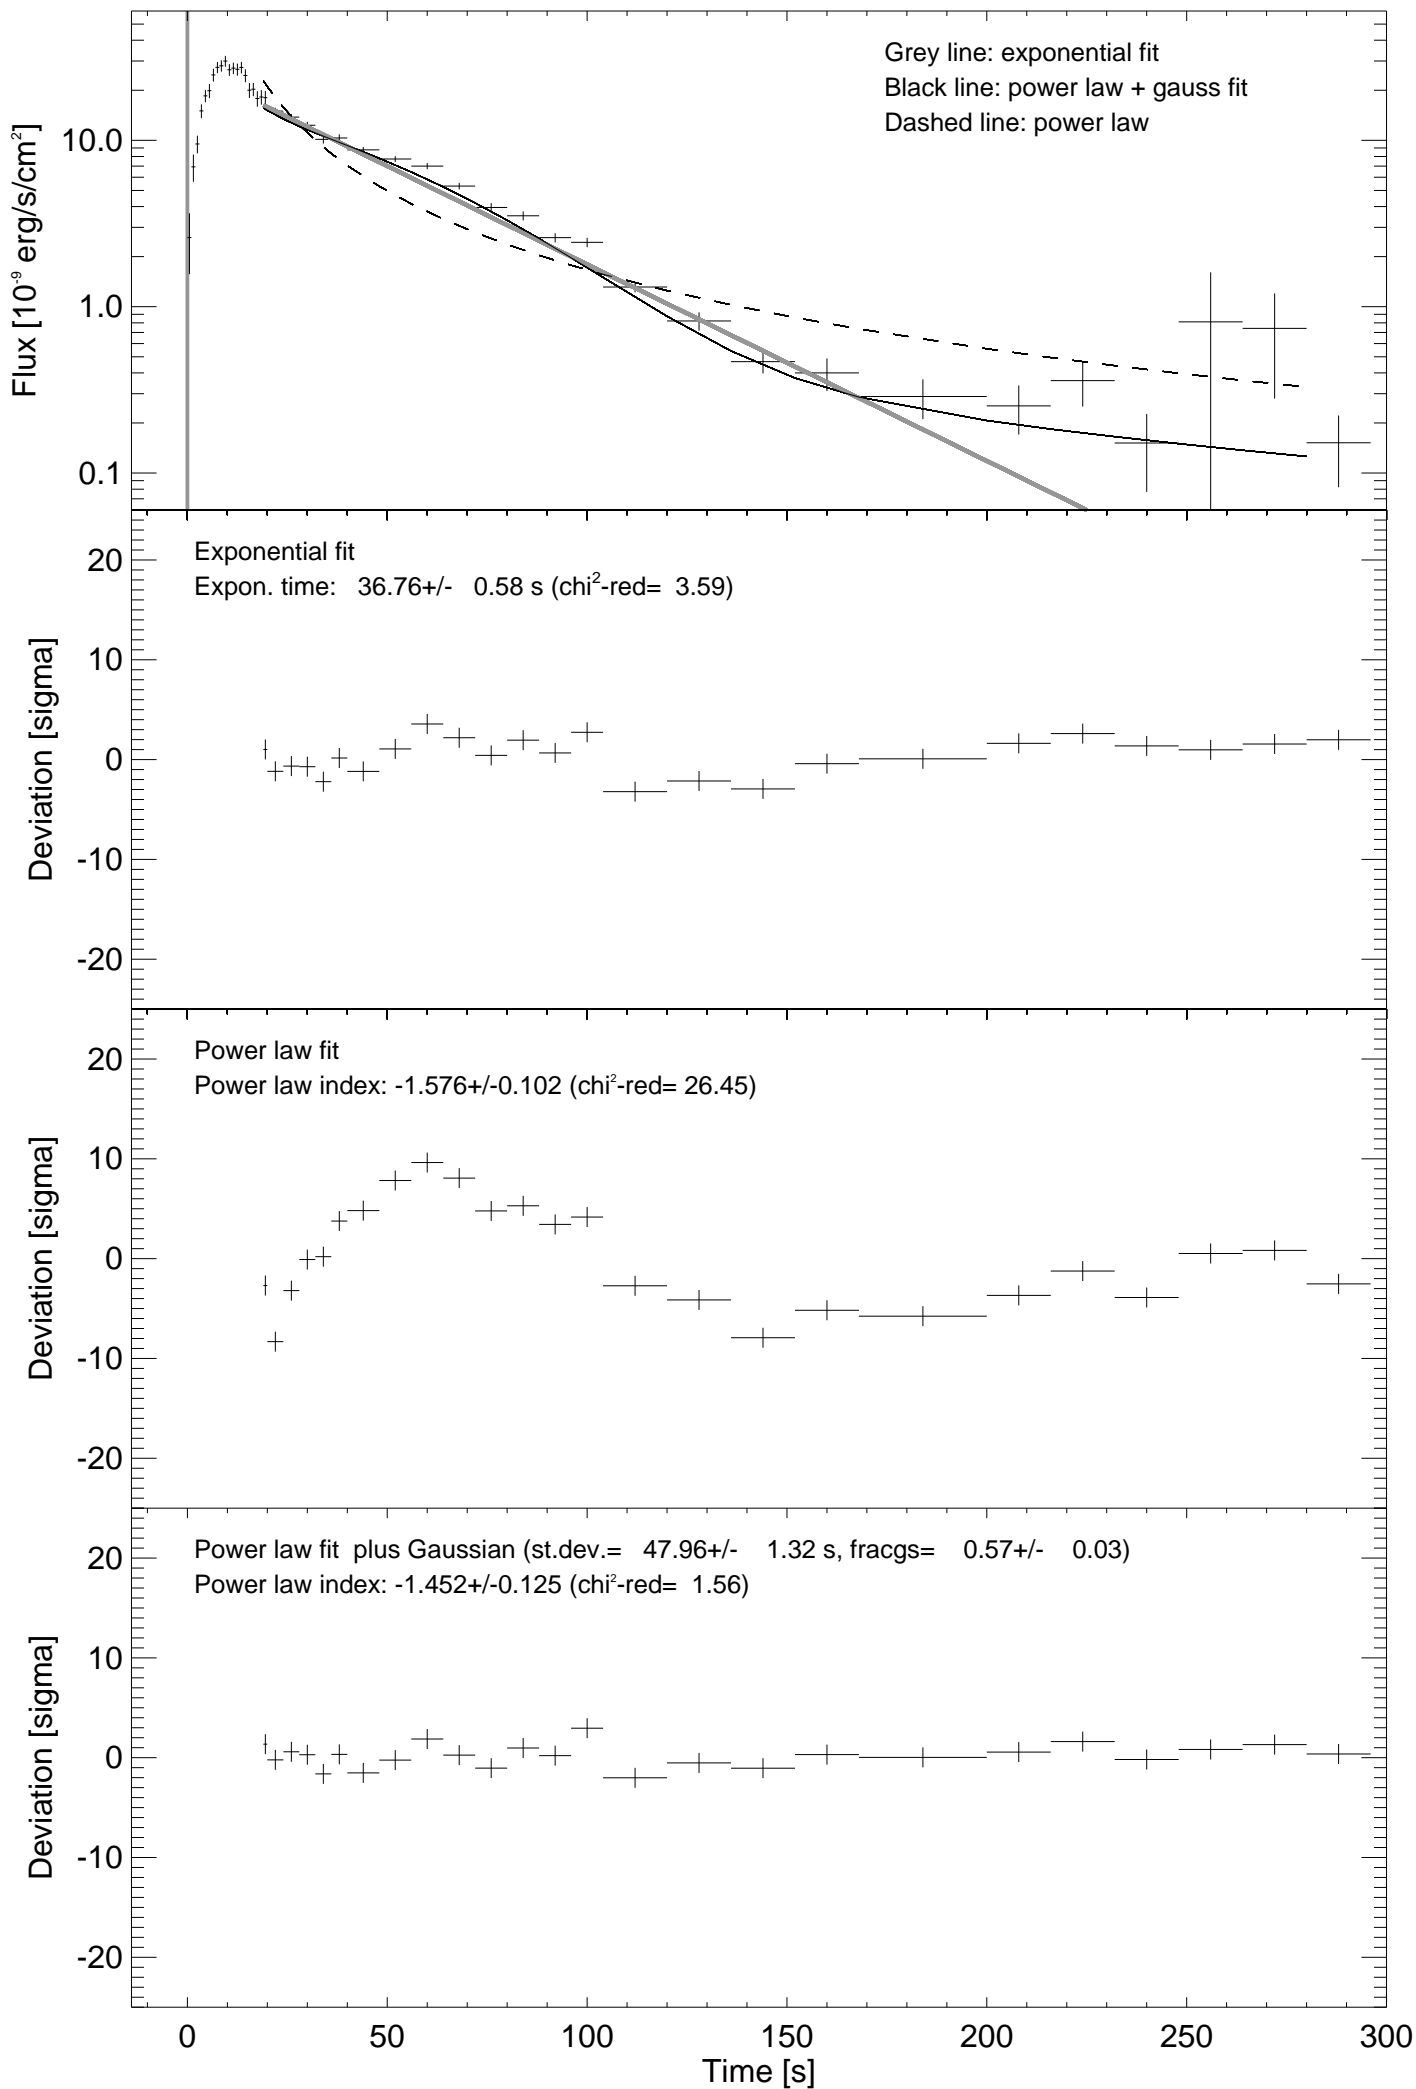 Grey line: exponential fit
Black line: power law + gauss fit
Dashed line: power law
10.0
1.0
0.1
Flux [10⁻⁹ erg/s/cm²]
Exponential fit
Expon. time: 36.76+/- 0.58 s (chi²-red= 3.59)
20
10
0
-10
-20
Deviation [sigma]
Power law fit
Power law index: -1.576+/-0.102 (chi²-red= 26.45)
20
10
0
-10
-20
Deviation [sigma]
Power law fit plus Gaussian (st.dev.= 47.96+/- 1.32 s, fracgs= 0.57+/- 0.03)
Power law index: -1.452+/-0.125 (chi²-red= 1.56)
20
10
0
-10
-20
Deviation [sigma]
0 50 100 150 200 250 300
Time [s]